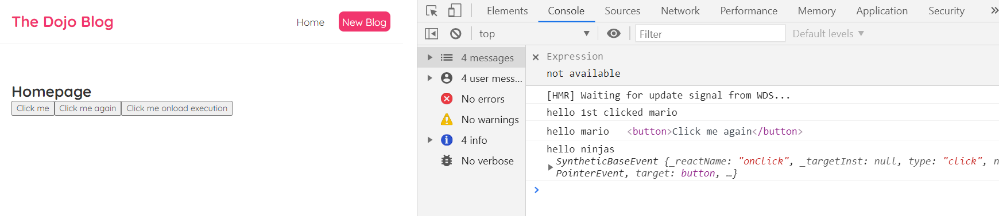 The Dojo Blog
Home
New Blog
Homepage
Click me
Click me again
Click me onload execution
Elements
Console
Sources
Network
Performance
Memory
Application
Security
»
top
Filter
Default levels
4 messages
4 user mess...
No errors
No warnings
4 info
No verbose
Expression
not available
[HMR] Waiting for update signal from WDS...
hello 1st clicked mario
hello mario <button>Click me again</button>
hello ninjas
SyntheticBaseEvent {_reactName: "onClick", _targetInst: null, type: "click", n
PointerEvent, target: button, …}